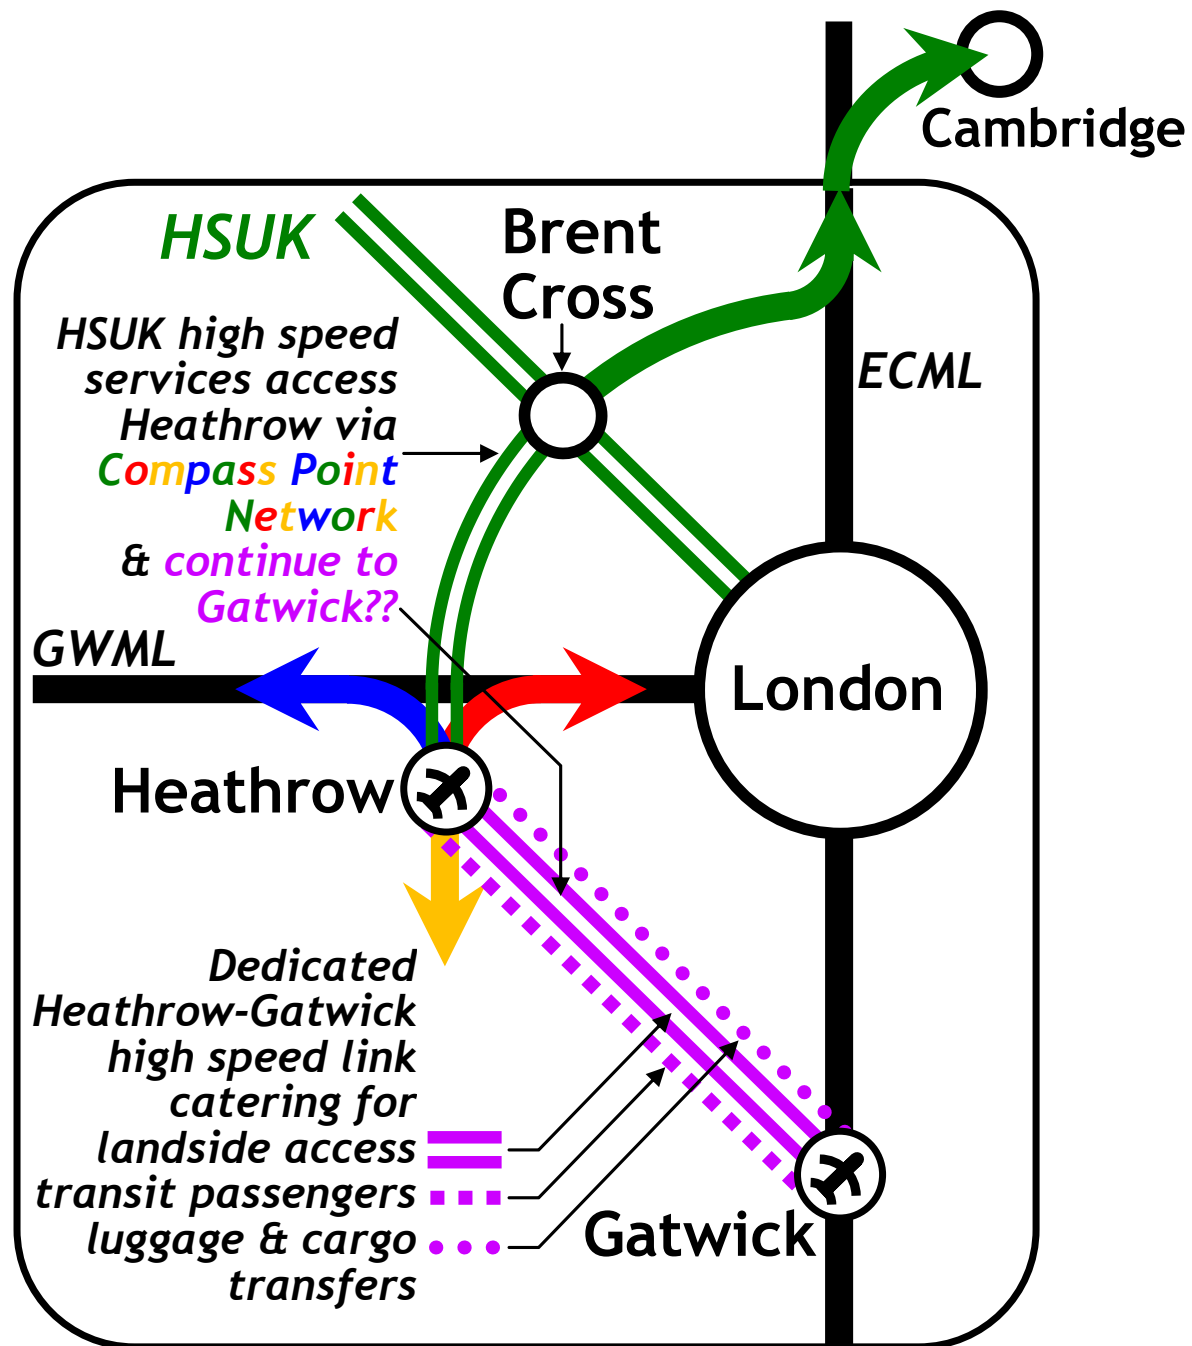 Cambridge
HSUK
Brent
Cross
HSUK high speed
services access
Heathrow via
Compass Point
Network
& continue to
Gatwick??
ECML
GWML
London
Heathrow
Dedicated
Heathrow-Gatwick
high speed link
catering for
landside access
transit passengers
luggage & cargo
transfers
Gatwick